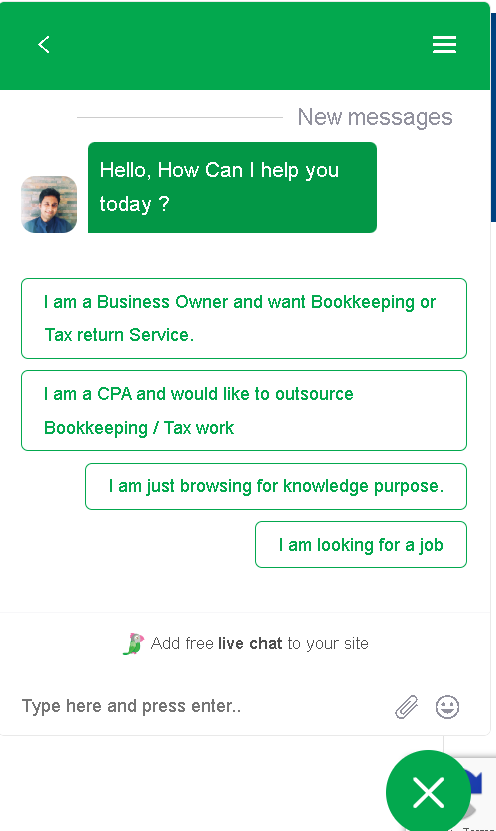 New messages
Hello, How Can I help you
today ?
I am a Business Owner and want Bookkeeping or
Tax return Service.
I am a CPA and would like to outsource
Bookkeeping / Tax work
I am just browsing for knowledge purpose.
I am looking for a job
Add free live chat to your site
Type here and press enter..